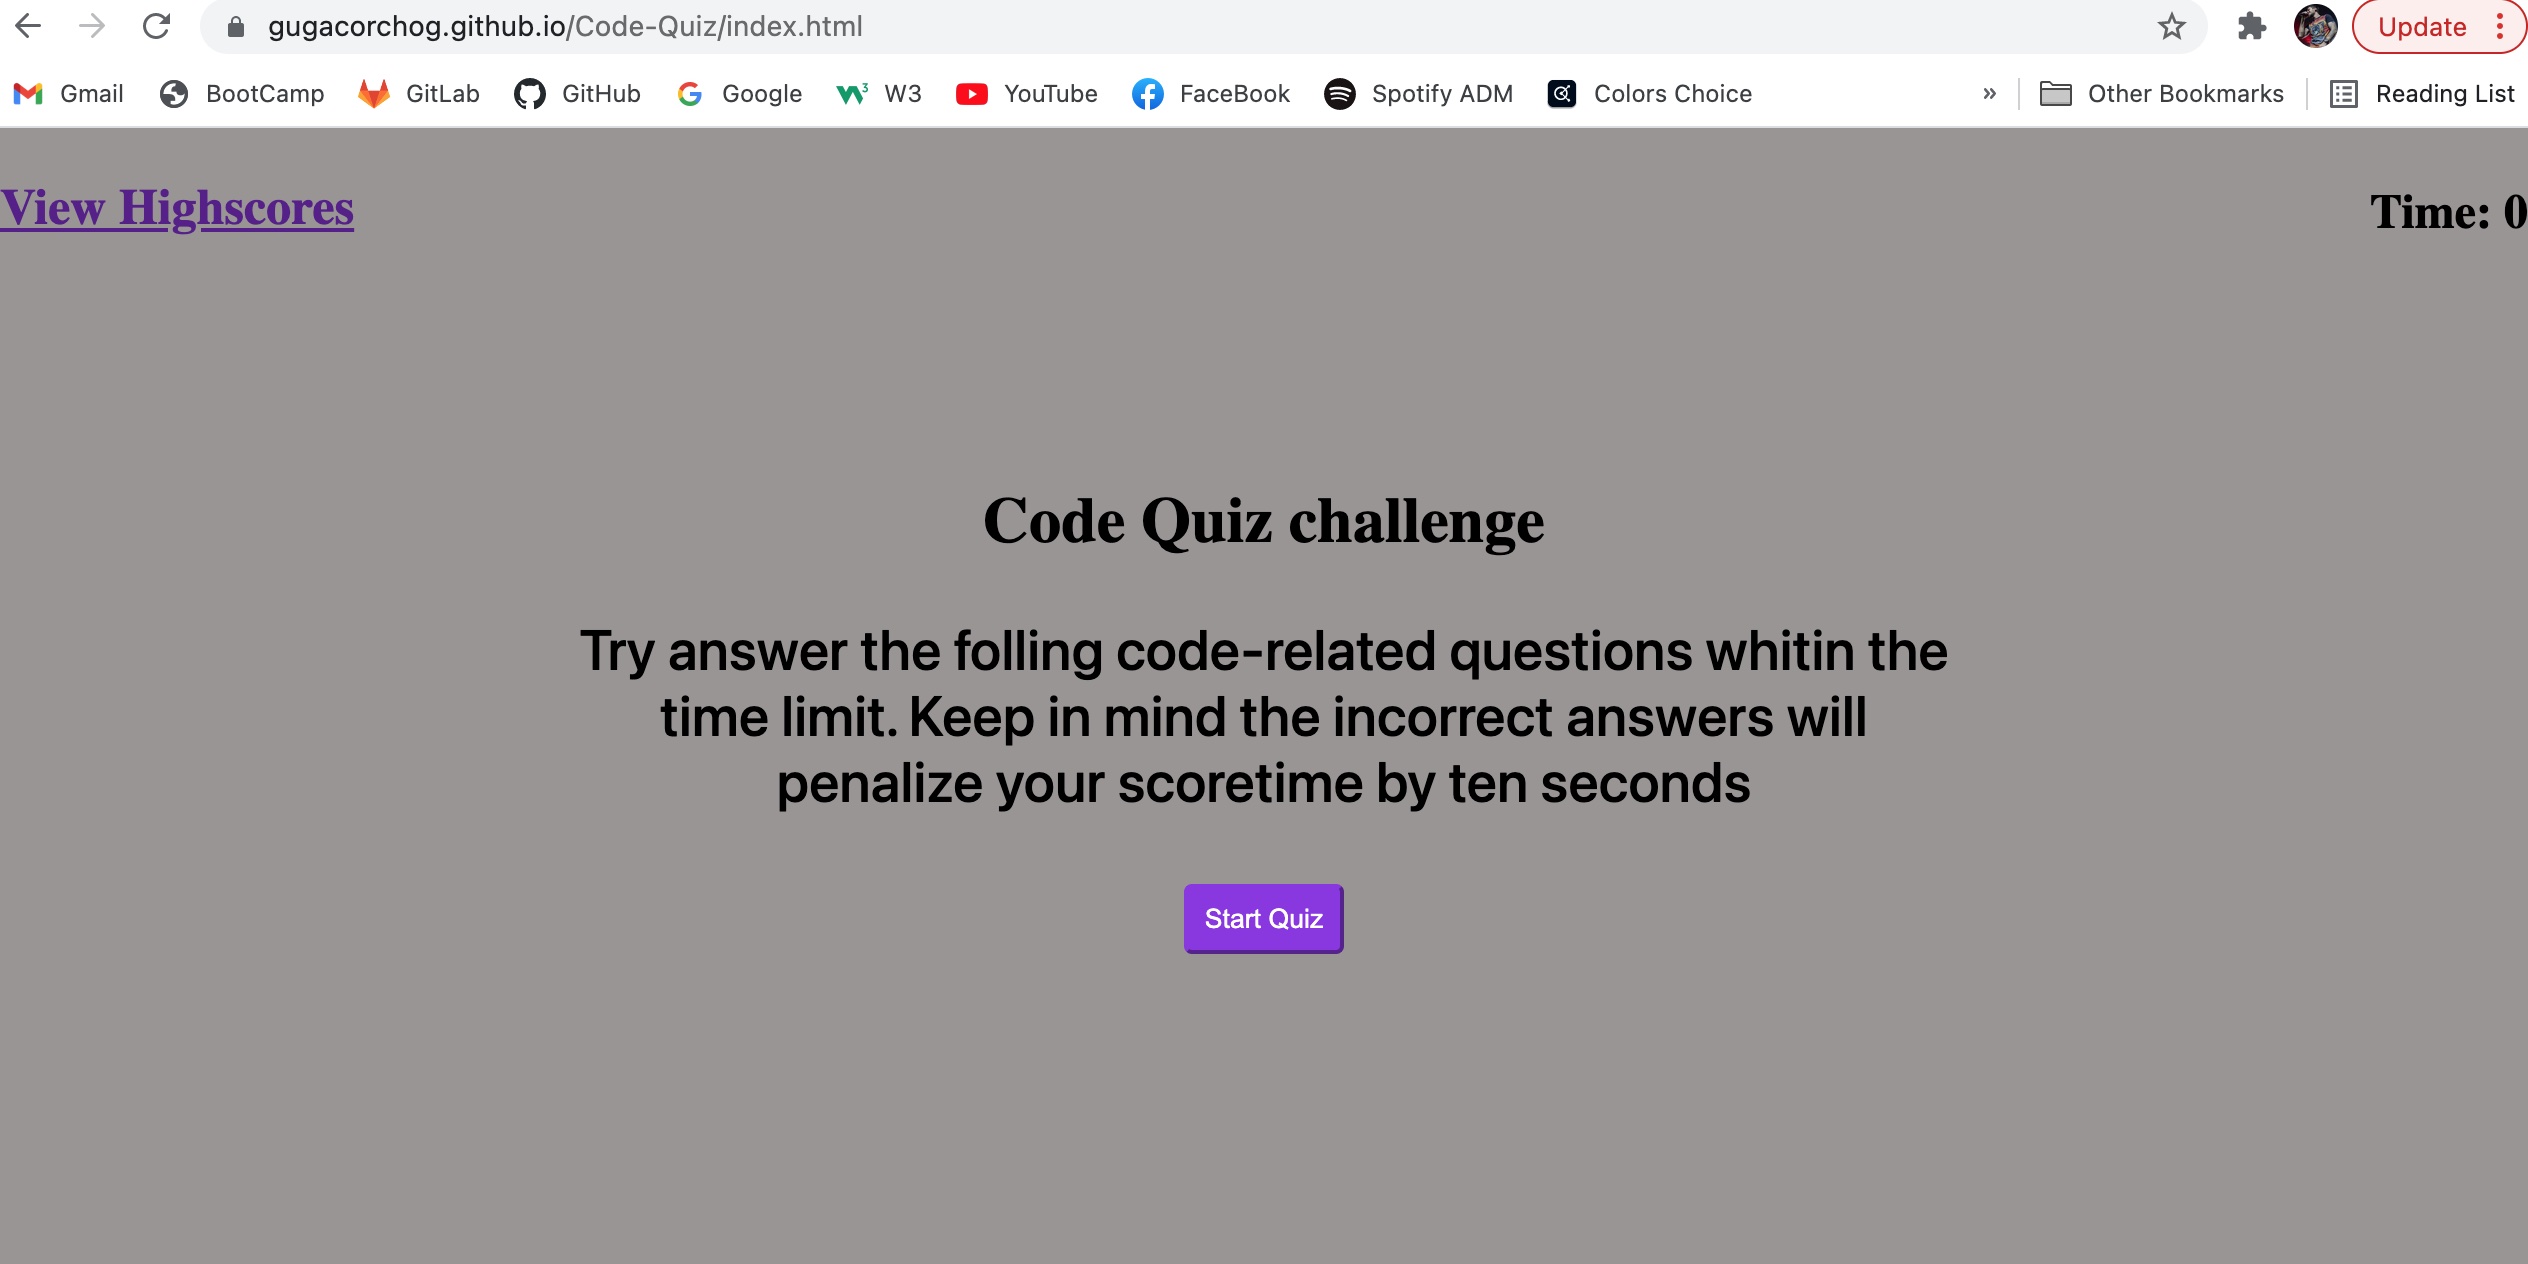 gugacorchog.github.io/Code-Quiz/index.html
Update
Gmail BootCamp GitLab GitHub Google W3 YouTube FaceBook Spotify ADM Colors Choice » Other Bookmarks Reading List
View Highscores
Time: 0
Code Quiz challenge
Try answer the folling code-related questions whitin the
time limit. Keep in mind the incorrect answers will
penalize your scoretime by ten seconds
Start Quiz